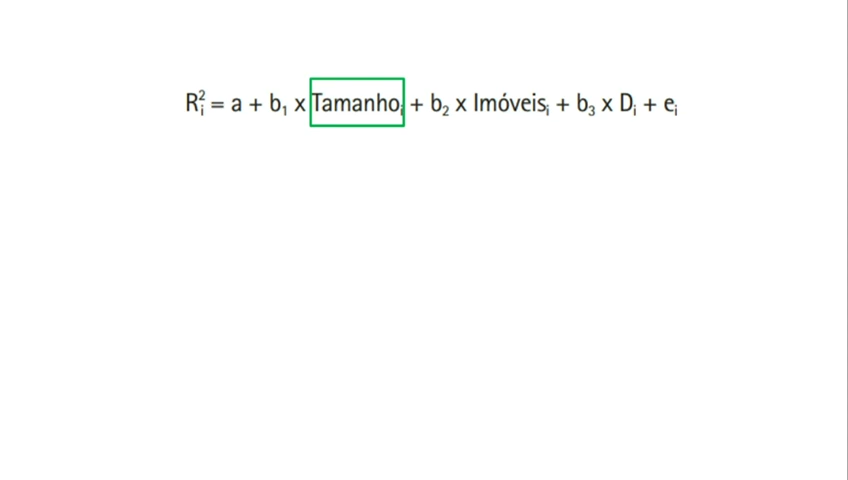 R²ᵢ = a + b₁ x Tamanhoᵢ + b₂ x Imóveisᵢ + b₃ x Dᵢ + eᵢ